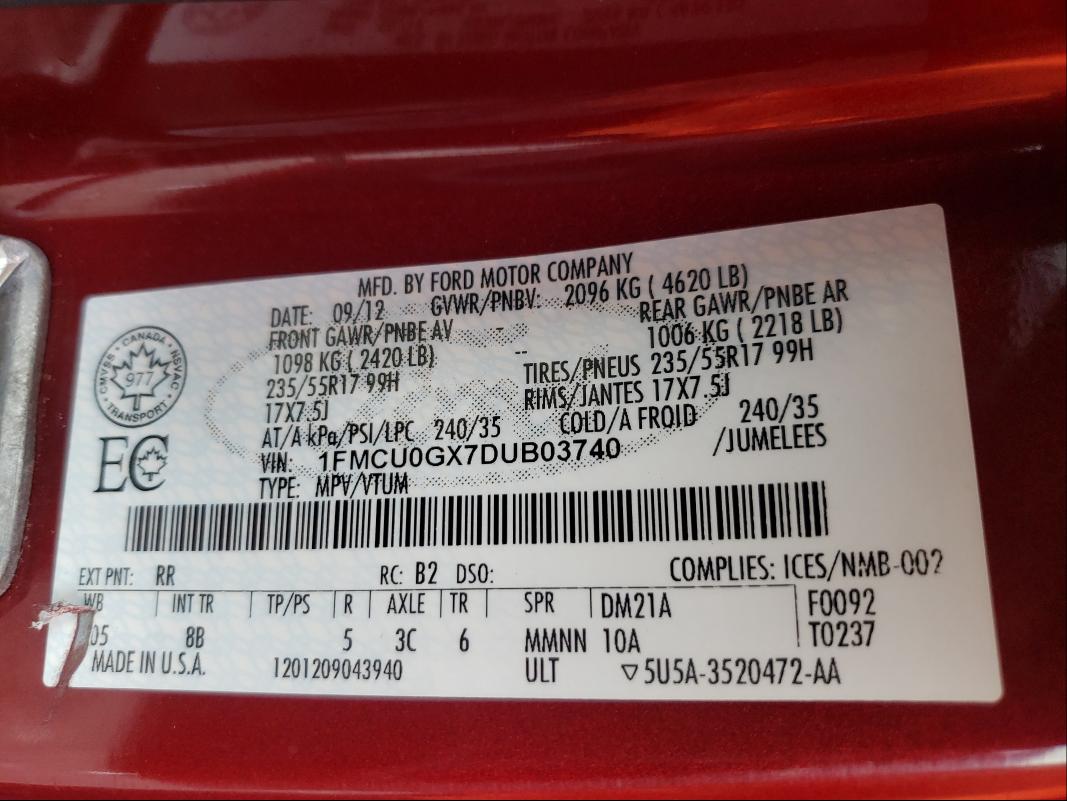 MFD. BY FORD MOTOR COMPANY
DATE: 09/12 GVWR/PNBV: 2096 KG ( 4620 LB)
FRONT GAWR/PNBE AV -- REAR GAWR/PNBE AR
1098 KG ( 2420 LB) -- 1006 KG ( 2218 LB)
235/55R17 99H TIRES/PNEUS 235/55R17 99H
17X7.5J RIMS/JANTES 17X7.5J
AT/A kPa/PSI/LPC 240/35 COLD/A FROID 240/35
VIN: 1FMCU0GX7DUB03740 /JUMELEES
TYPE: MPV/VTUM
CANADA
CMVSS NSVAC
977
TRANSPORT
EC
EXT PNT: RR RC: B2 DSO: COMPLIES: ICES/NMB-002
WB INT TR TP/PS R AXLE TR SPR DM21A F0092
05 8B 5 3C 6 MMNN 10A T0237
MADE IN U.S.A. 1201209043940 ULT ▽5U5A-3520472-AA